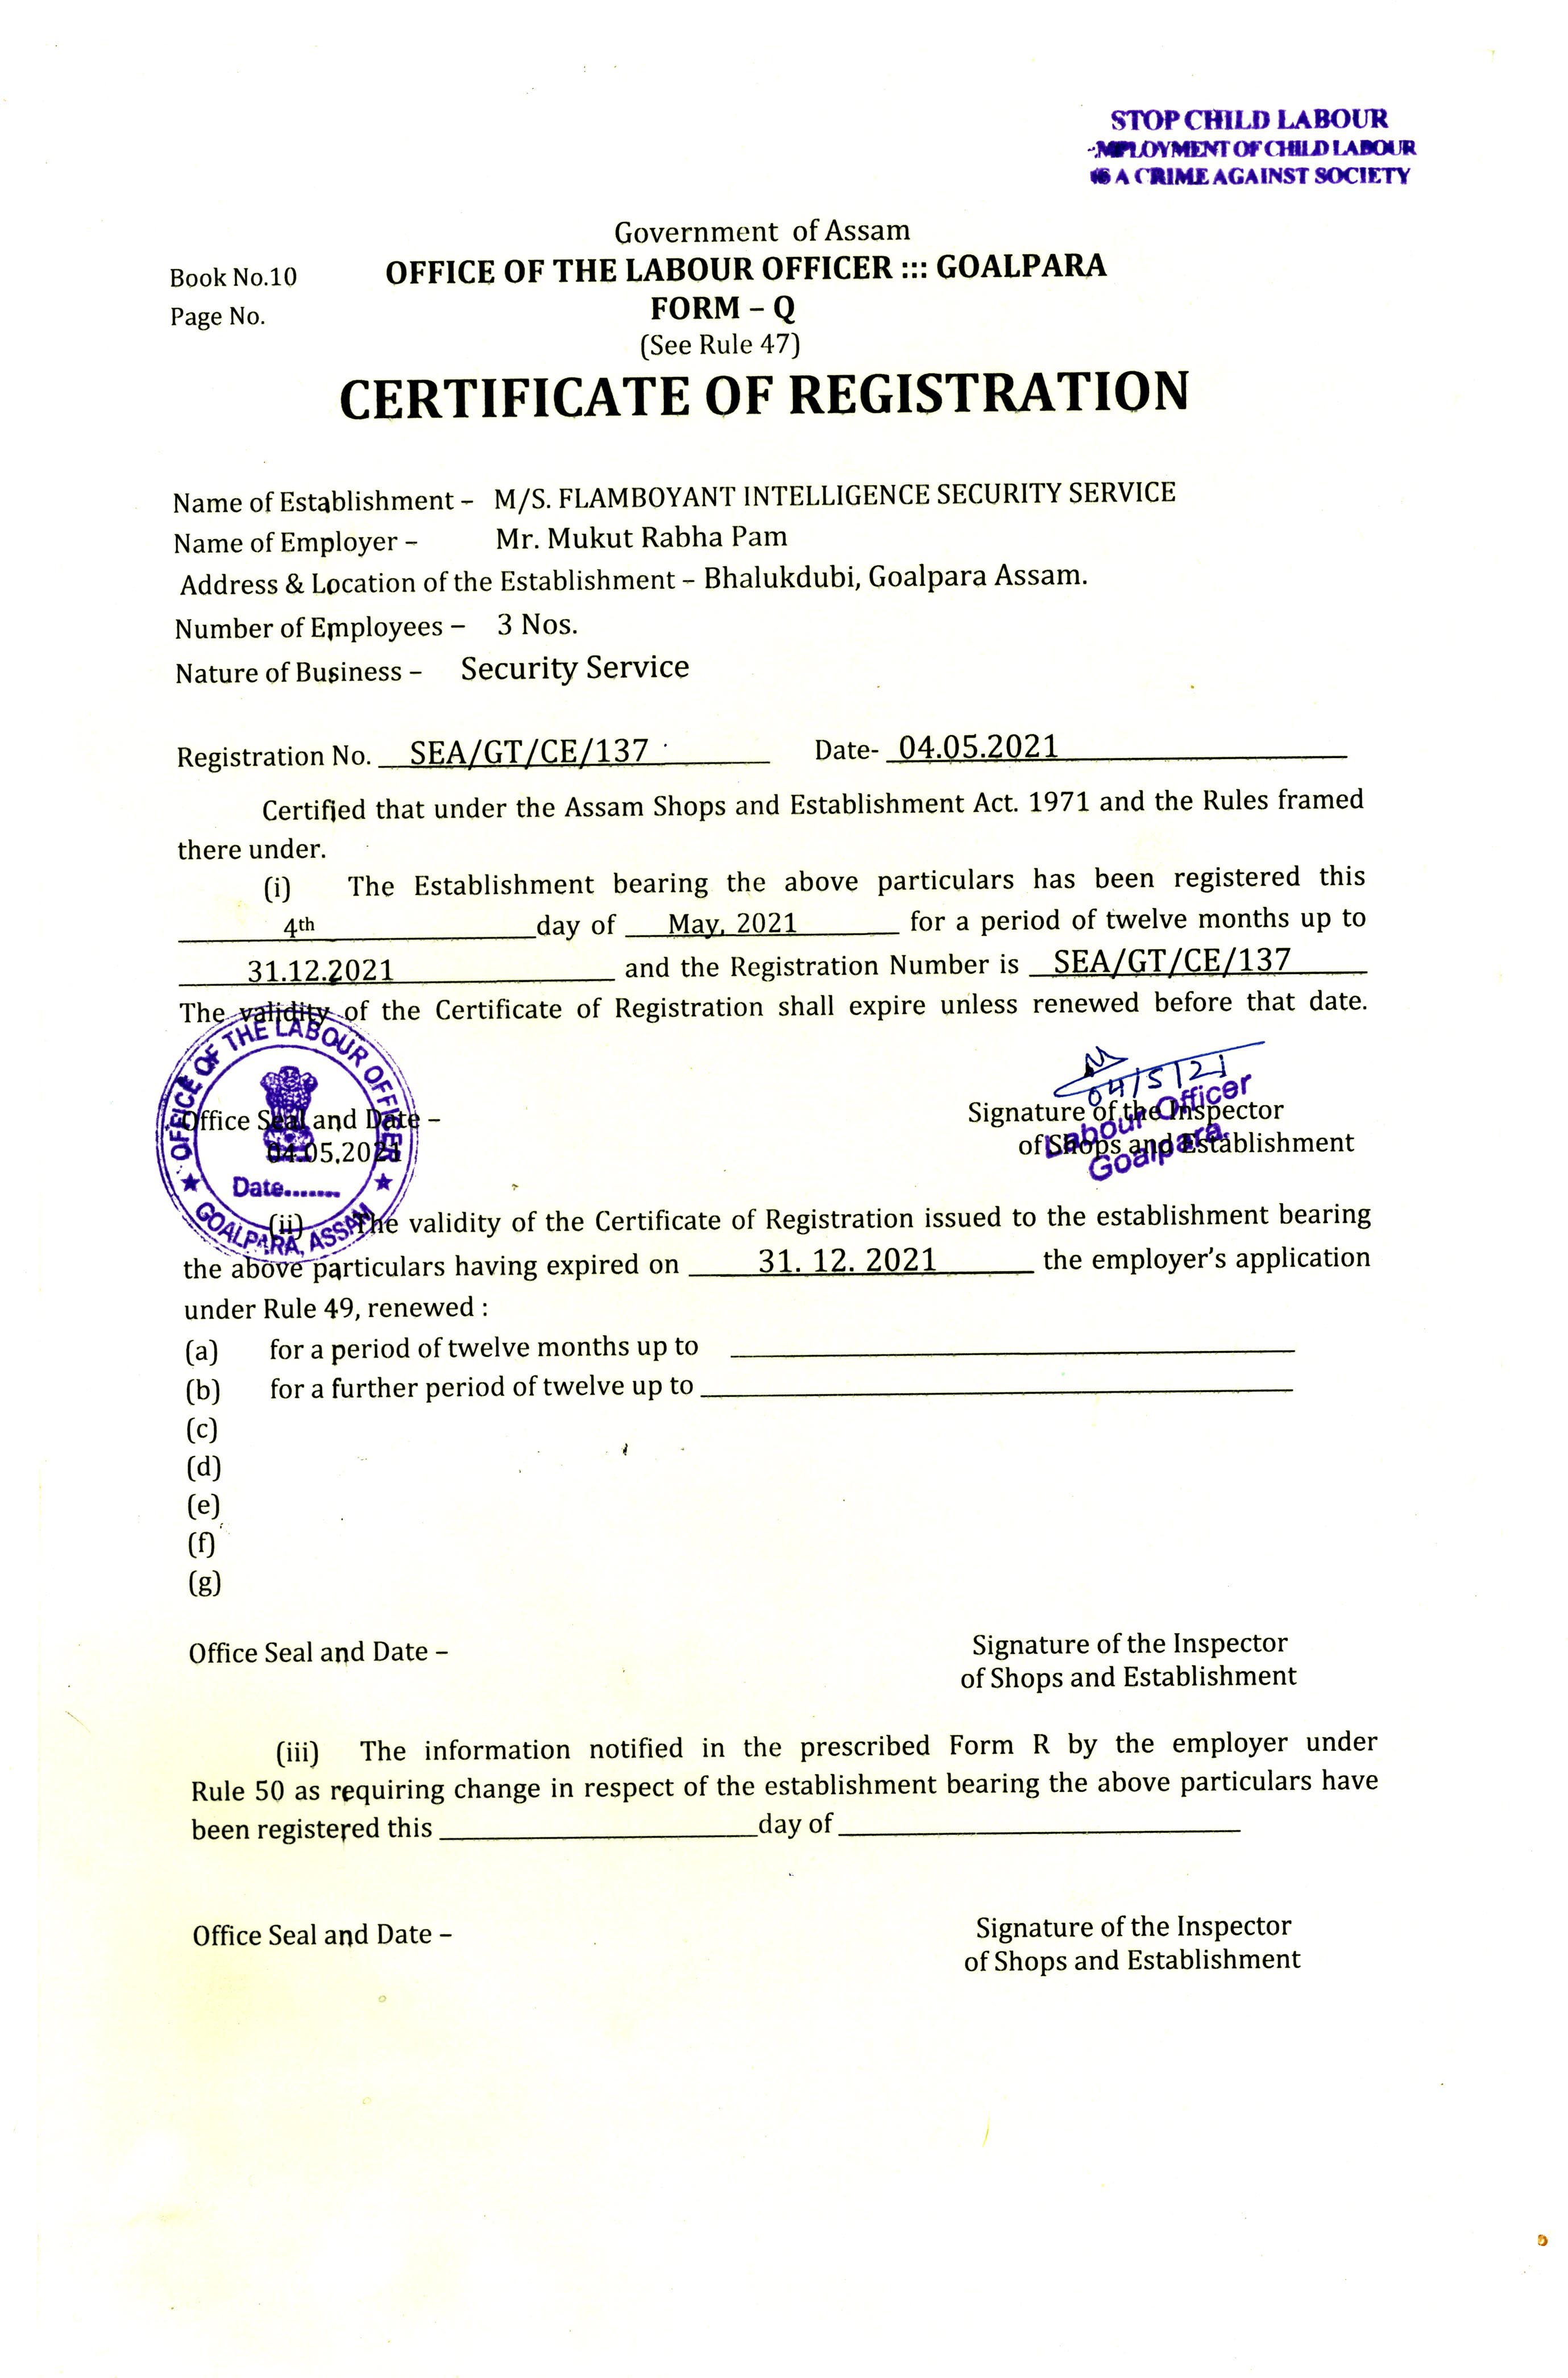 STOP CHILD LABOUR
MPLOYMENT OF CHILD LABOUR
IS A CRIME AGAINST SOCIETY
Government of Assam
Book No.10 OFFICE OF THE LABOUR OFFICER ::: GOALPARA
Page No. FORM – Q
(See Rule 47)
CERTIFICATE OF REGISTRATION
Name of Establishment – M/S. FLAMBOYANT INTELLIGENCE SECURITY SERVICE
Name of Employer – Mr. Mukut Rabha Pam
Address & Location of the Establishment – Bhalukdubi, Goalpara Assam.
Number of Employees – 3 Nos.
Nature of Business – Security Service
Registration No. SEA/GT/CE/137 Date- 04.05.2021
Certified that under the Assam Shops and Establishment Act. 1971 and the Rules framed
there under.
(i) The Establishment bearing the above particulars has been registered this
4th day of May, 2021 for a period of twelve months up to
31.12.2021 and the Registration Number is SEA/GT/CE/137
The validity of the Certificate of Registration shall expire unless renewed before that date.
OFFICE OF THE LABOUR OFFICER
04/5/21
Office Seal and Date – Signature of the Inspector
04.05.2021 of Shops and Establishment
Labour Officer
Goalpara.
Date.......
GOALPARA, ASSAM
(ii) The validity of the Certificate of Registration issued to the establishment bearing
the above particulars having expired on 31. 12. 2021 the employer's application
under Rule 49, renewed :
(a) for a period of twelve months up to
(b) for a further period of twelve up to
(c)
(d)
(e)
(f)
(g)
Office Seal and Date – Signature of the Inspector
of Shops and Establishment
(iii) The information notified in the prescribed Form R by the employer under
Rule 50 as requiring change in respect of the establishment bearing the above particulars have
been registered this day of
Office Seal and Date – Signature of the Inspector
of Shops and Establishment